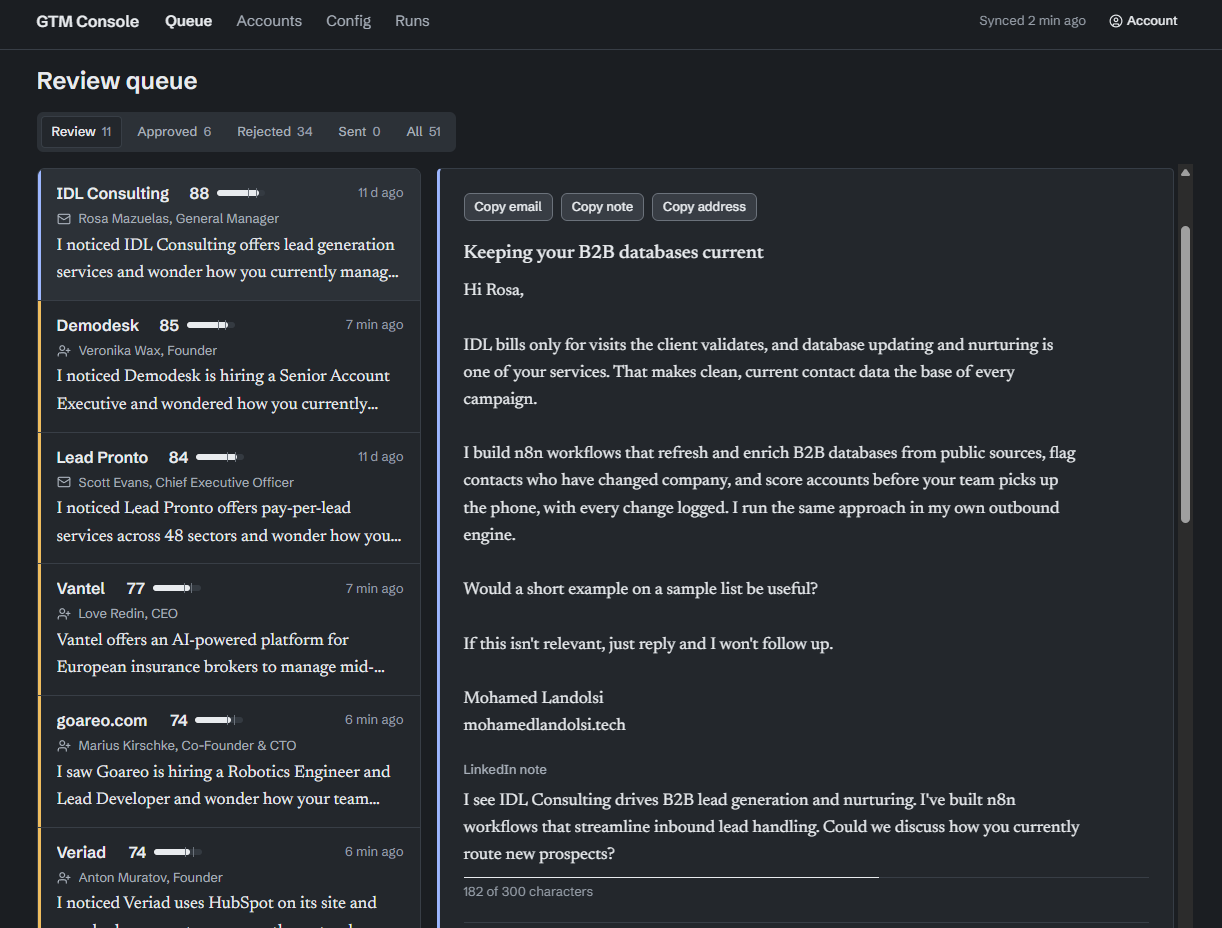 GTM Console Queue Accounts Config Runs Synced 2 min ago Account
Review queue
Review 11 Approved 6 Rejected 34 Sent 0 All 51
IDL Consulting 88 11 d ago
Rosa Mazuelas, General Manager
I noticed IDL Consulting offers lead generation
services and wonder how you currently manag...
Demodesk 85 7 min ago
Veronika Wax, Founder
I noticed Demodesk is hiring a Senior Account
Executive and wondered how you currently...
Lead Pronto 84 11 d ago
Scott Evans, Chief Executive Officer
I noticed Lead Pronto offers pay-per-lead
services across 48 sectors and wonder how you...
Vantel 77 7 min ago
Love Redin, CEO
Vantel offers an AI-powered platform for
European insurance brokers to manage mid-...
goareo.com 74 6 min ago
Marius Kirschke, Co-Founder & CTO
I saw Goareo is hiring a Robotics Engineer and
Lead Developer and wonder how your team...
Veriad 74 6 min ago
Anton Muratov, Founder
I noticed Veriad uses HubSpot on its site and
Copy email Copy note Copy address
Keeping your B2B databases current
Hi Rosa,
IDL bills only for visits the client validates, and database updating and nurturing is
one of your services. That makes clean, current contact data the base of every
campaign.
I build n8n workflows that refresh and enrich B2B databases from public sources, flag
contacts who have changed company, and score accounts before your team picks up
the phone, with every change logged. I run the same approach in my own outbound
engine.
Would a short example on a sample list be useful?
If this isn't relevant, just reply and I won't follow up.
Mohamed Landolsi
mohamedlandolsi.tech
LinkedIn note
I see IDL Consulting drives B2B lead generation and nurturing. I've built n8n
workflows that streamline inbound lead handling. Could we discuss how you currently
route new prospects?
182 of 300 characters